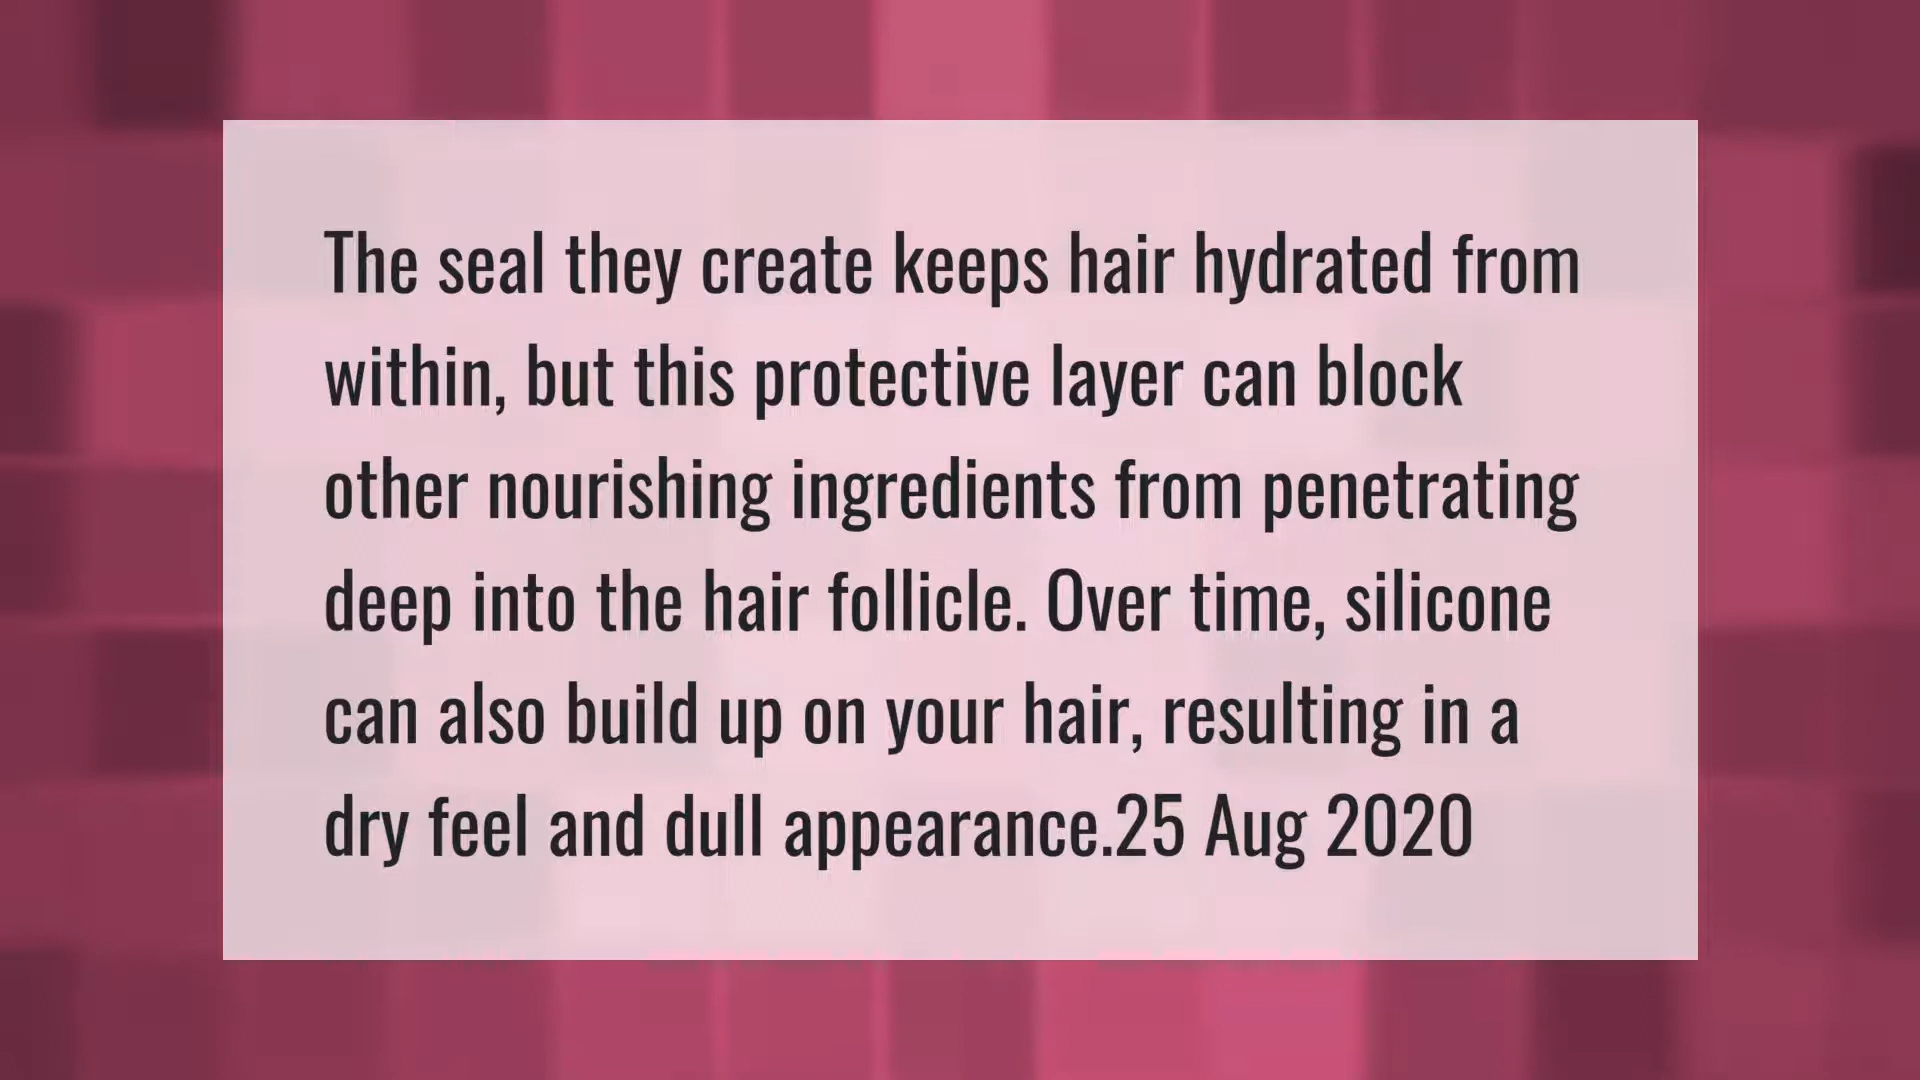 The seal they create keeps hair hydrated from
within, but this protective layer can block
other nourishing ingredients from penetrating
deep into the hair follicle. Over time, silicone
can also build up on your hair, resulting in a
dry feel and dull appearance.25 Aug 2020